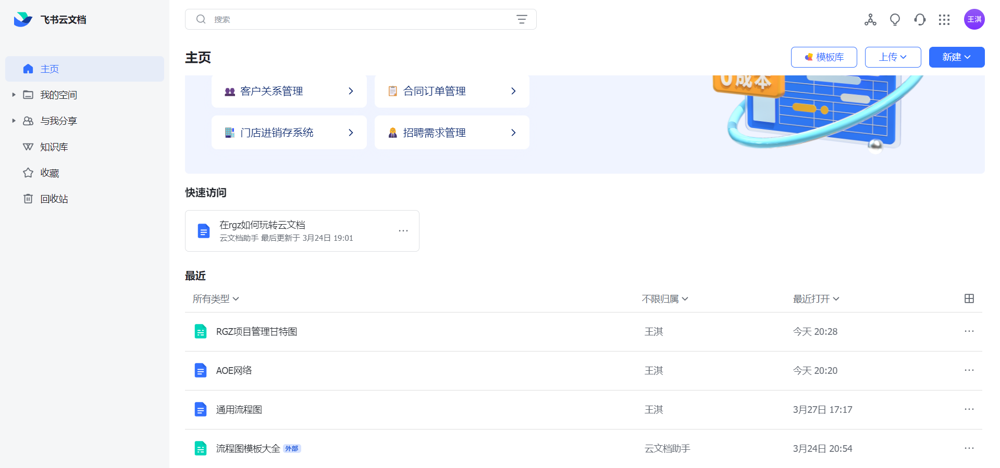 飞书云文档
搜索
王淇
主页
我的空间
与我分享
知识库
收藏
回收站
主页
模板库
上传
新建
客户关系管理
合同订单管理
门店进销存系统
招聘需求管理
0成本
快速访问
在rgz如何玩转云文档
云文档助手 最后更新于 3月24日 19:01
最近
所有类型 不限归属 最近打开
RGZ项目管理甘特图 王淇 今天 20:28
AOE网络 王淇 今天 20:20
通用流程图 王淇 3月27日 17:17
流程图模板大全 外部 云文档助手 3月24日 20:54